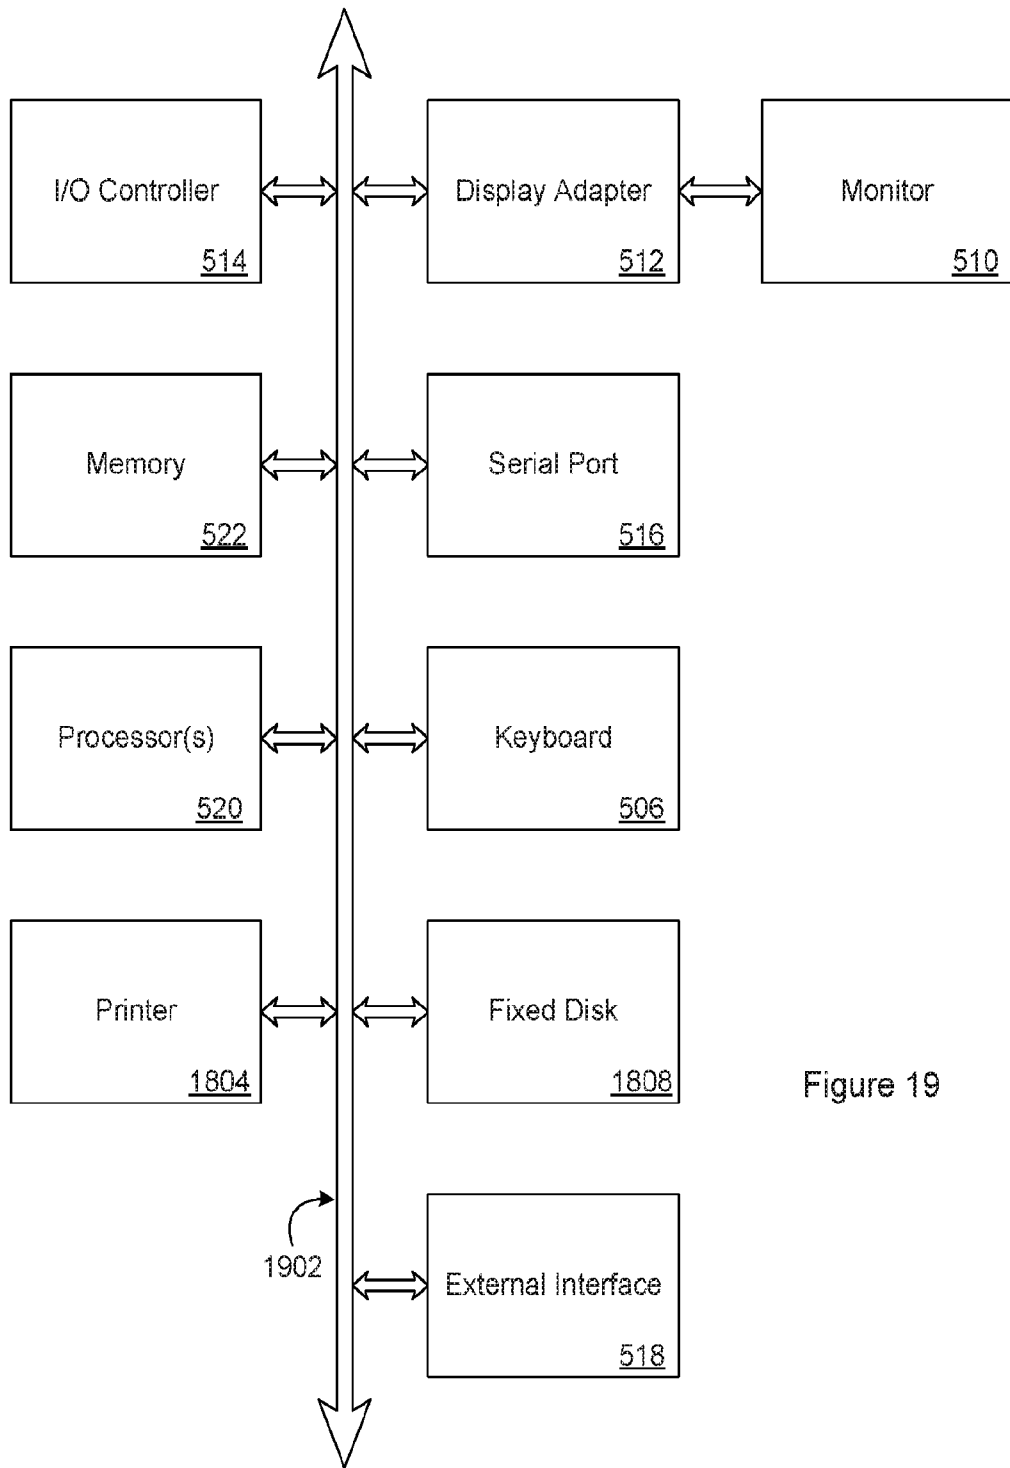 I/O Controller
514
Display Adapter
512
Monitor
510
Memory
522
Serial Port
516
Processor(s)
520
Keyboard
506
Printer
1804
Fixed Disk
1808
Figure 19
1902
External Interface
518